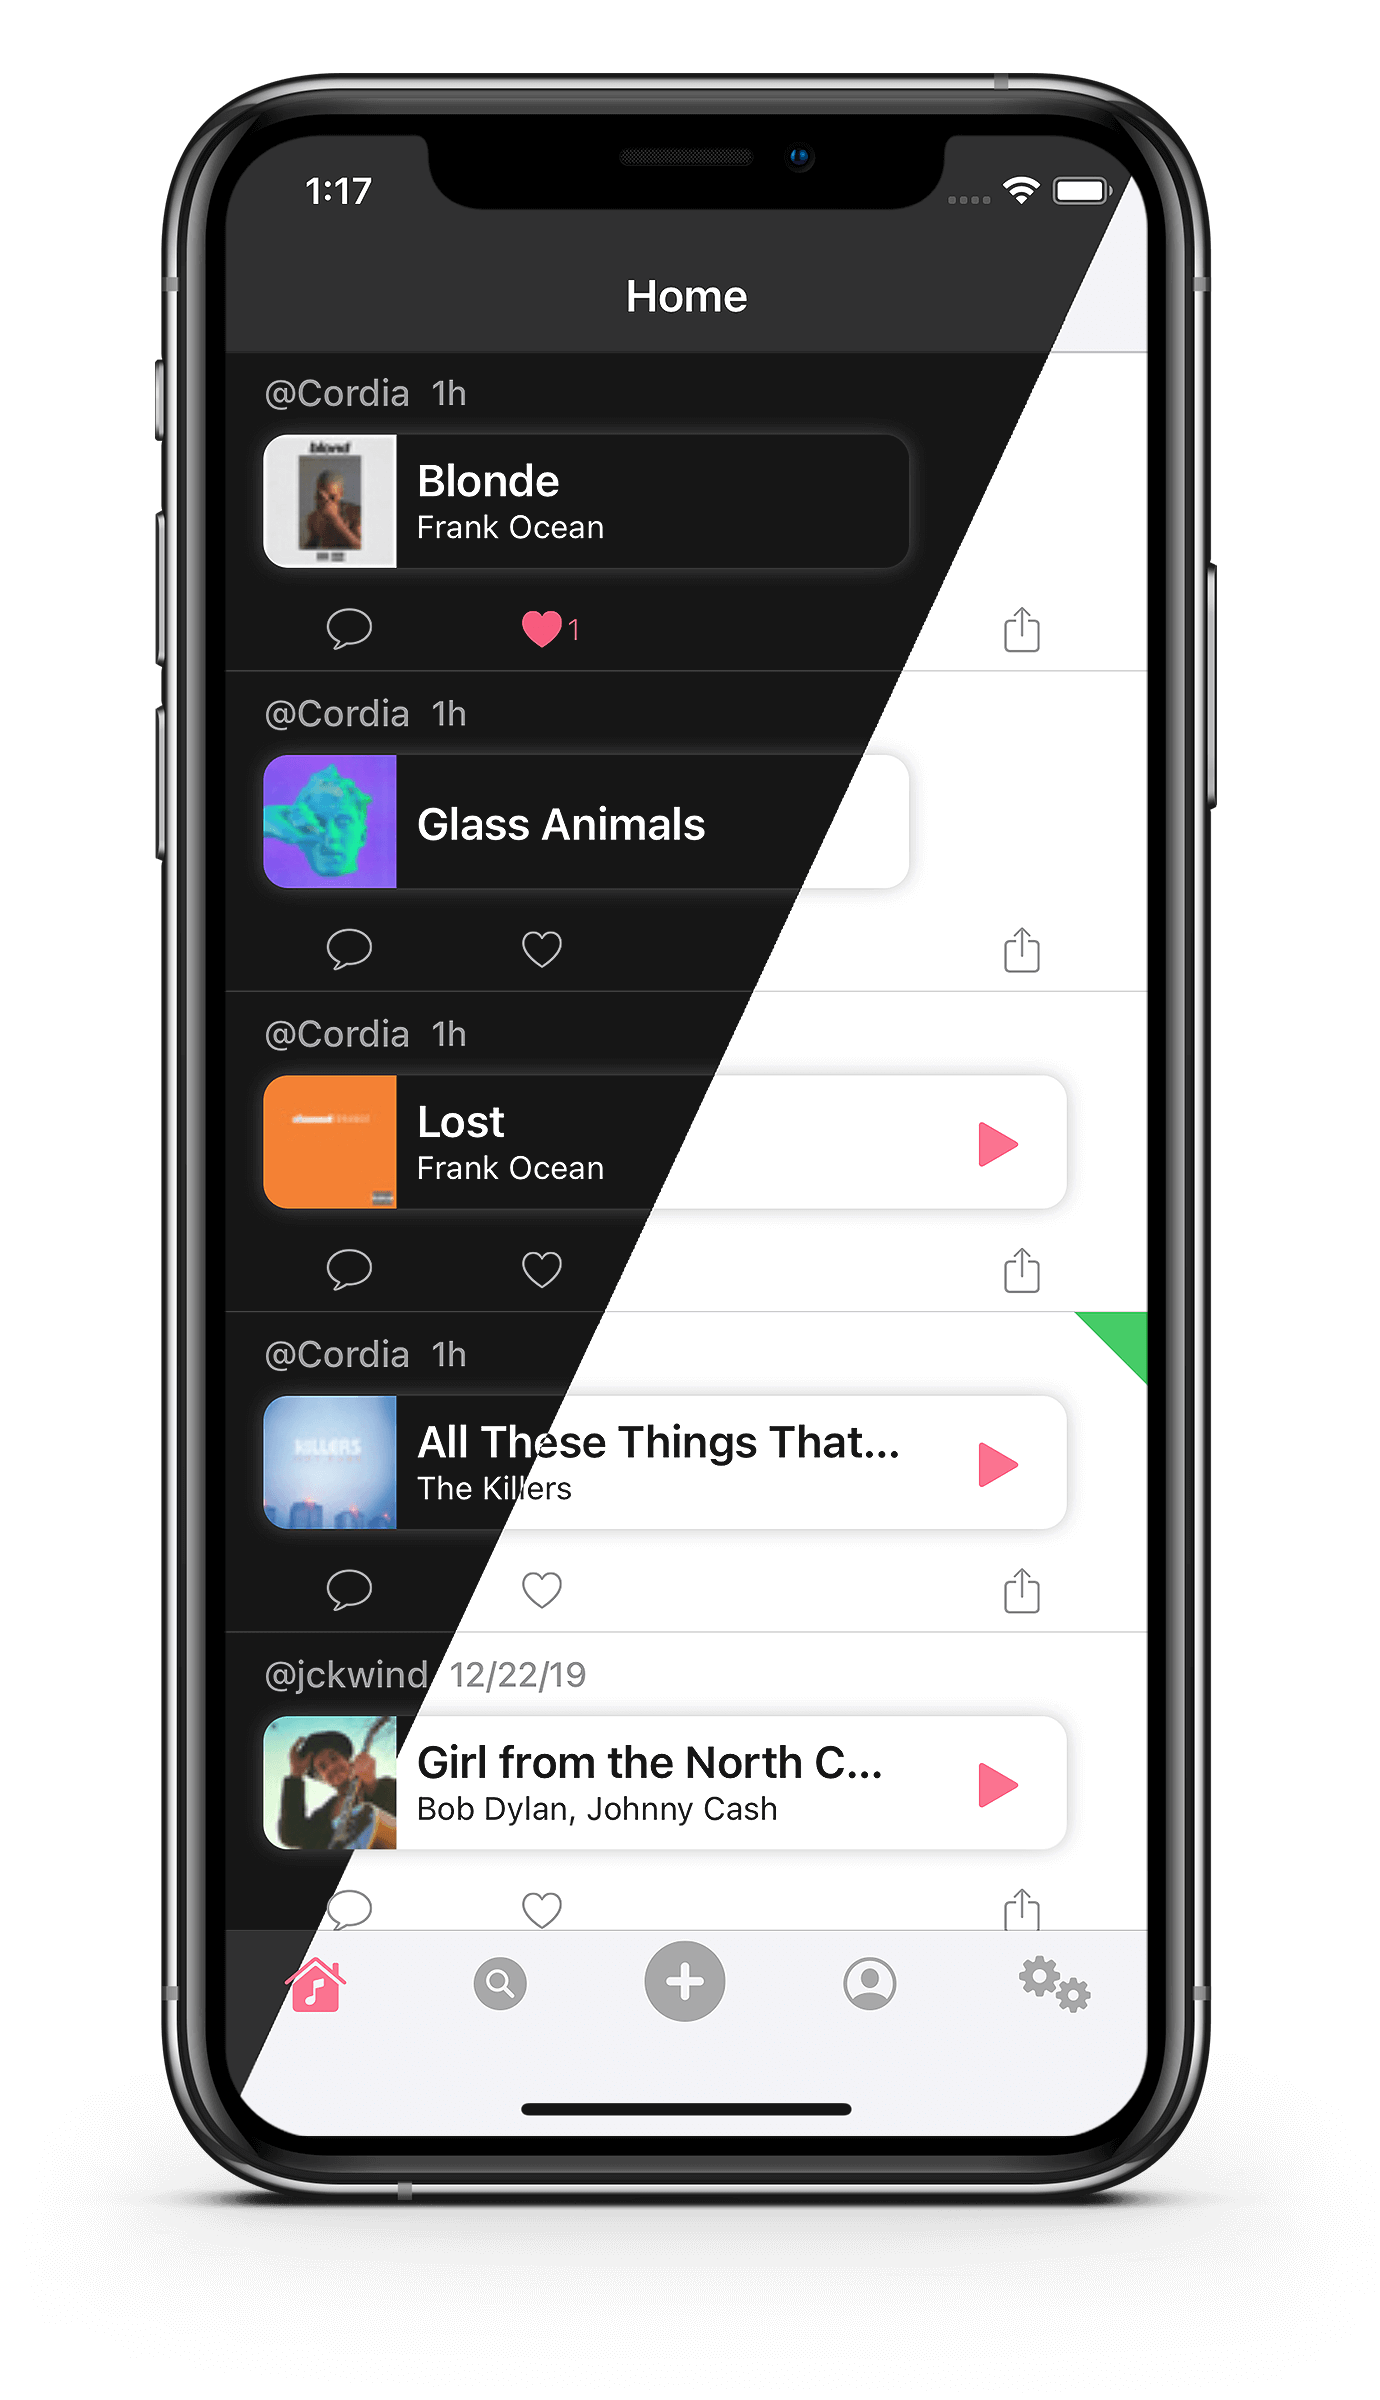 1:17
Home
@Cordia 1h
blond
Blonde
Frank Ocean
1
@Cordia 1h
Glass Animals
@Cordia 1h
Lost
Frank Ocean
@Cordia 1h
KILLERS
All These Things That...
The Killers
@jckwind 12/22/19
Girl from the North C...
Bob Dylan, Johnny Cash